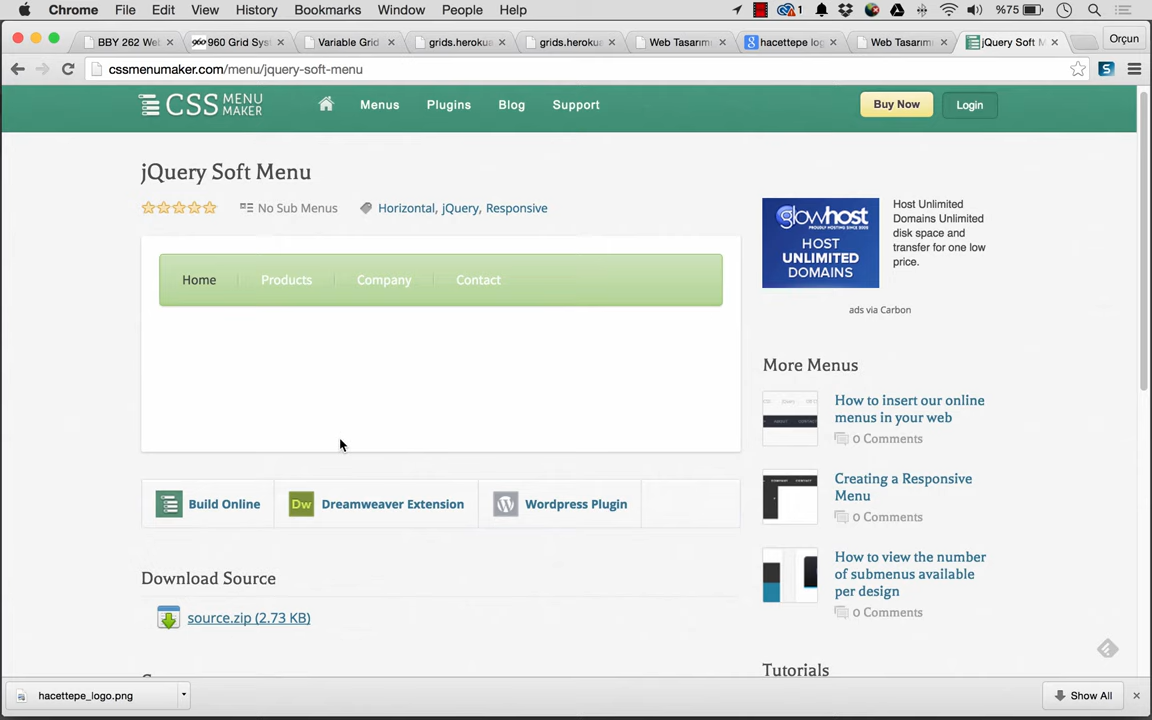 Chrome File Edit View History Bookmarks Window People Help 1 %75
BBY 262 We 960 Grid Sys Variable Grid grids.heroku grids.heroku Web Tasarım hacettepe log Web Tasarım jQuery Soft M Orçun
cssmenumaker.com/menu/jquery-soft-menu
CSS MENU MAKER Menus Plugins Blog Support Buy Now Login
jQuery Soft Menu
No Sub Menus Horizontal, jQuery, Responsive
Home Products Company Contact
glowhost
PROVIDING HOSTING SINCE 2002
HOST
UNLIMITED
DOMAINS
Host Unlimited
Domains Unlimited
disk space and
transfer for one low
price.
ads via Carbon
More Menus
How to insert our online
menus in your web
0 Comments
Creating a Responsive
Menu
0 Comments
How to view the number
of submenus available
per design
0 Comments
Build Online Dw Dreamweaver Extension Wordpress Plugin
Download Source
source.zip (2.73 KB)
Tutorials
hacettepe_logo.png Show All